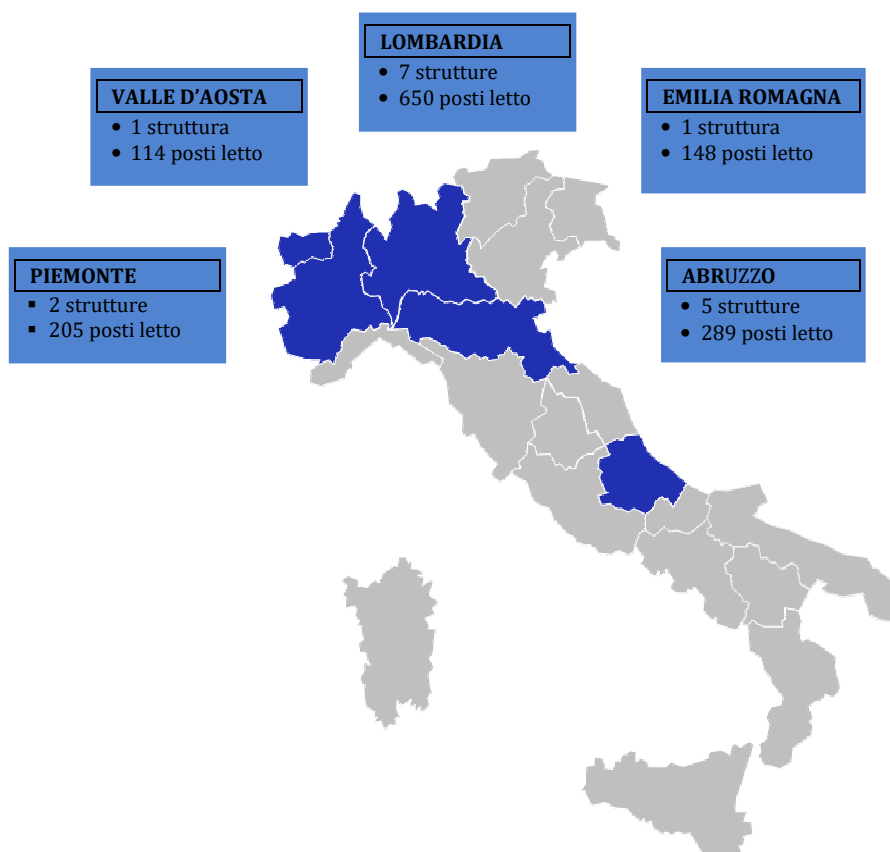 LOMBARDIA
• 7 strutture
• 650 posti letto
VALLE D’AOSTA
• 1 struttura
• 114 posti letto
EMILIA ROMAGNA
• 1 struttura
• 148 posti letto
PIEMONTE
▪ 2 strutture
▪ 205 posti letto
ABRUZZO
• 5 strutture
• 289 posti letto